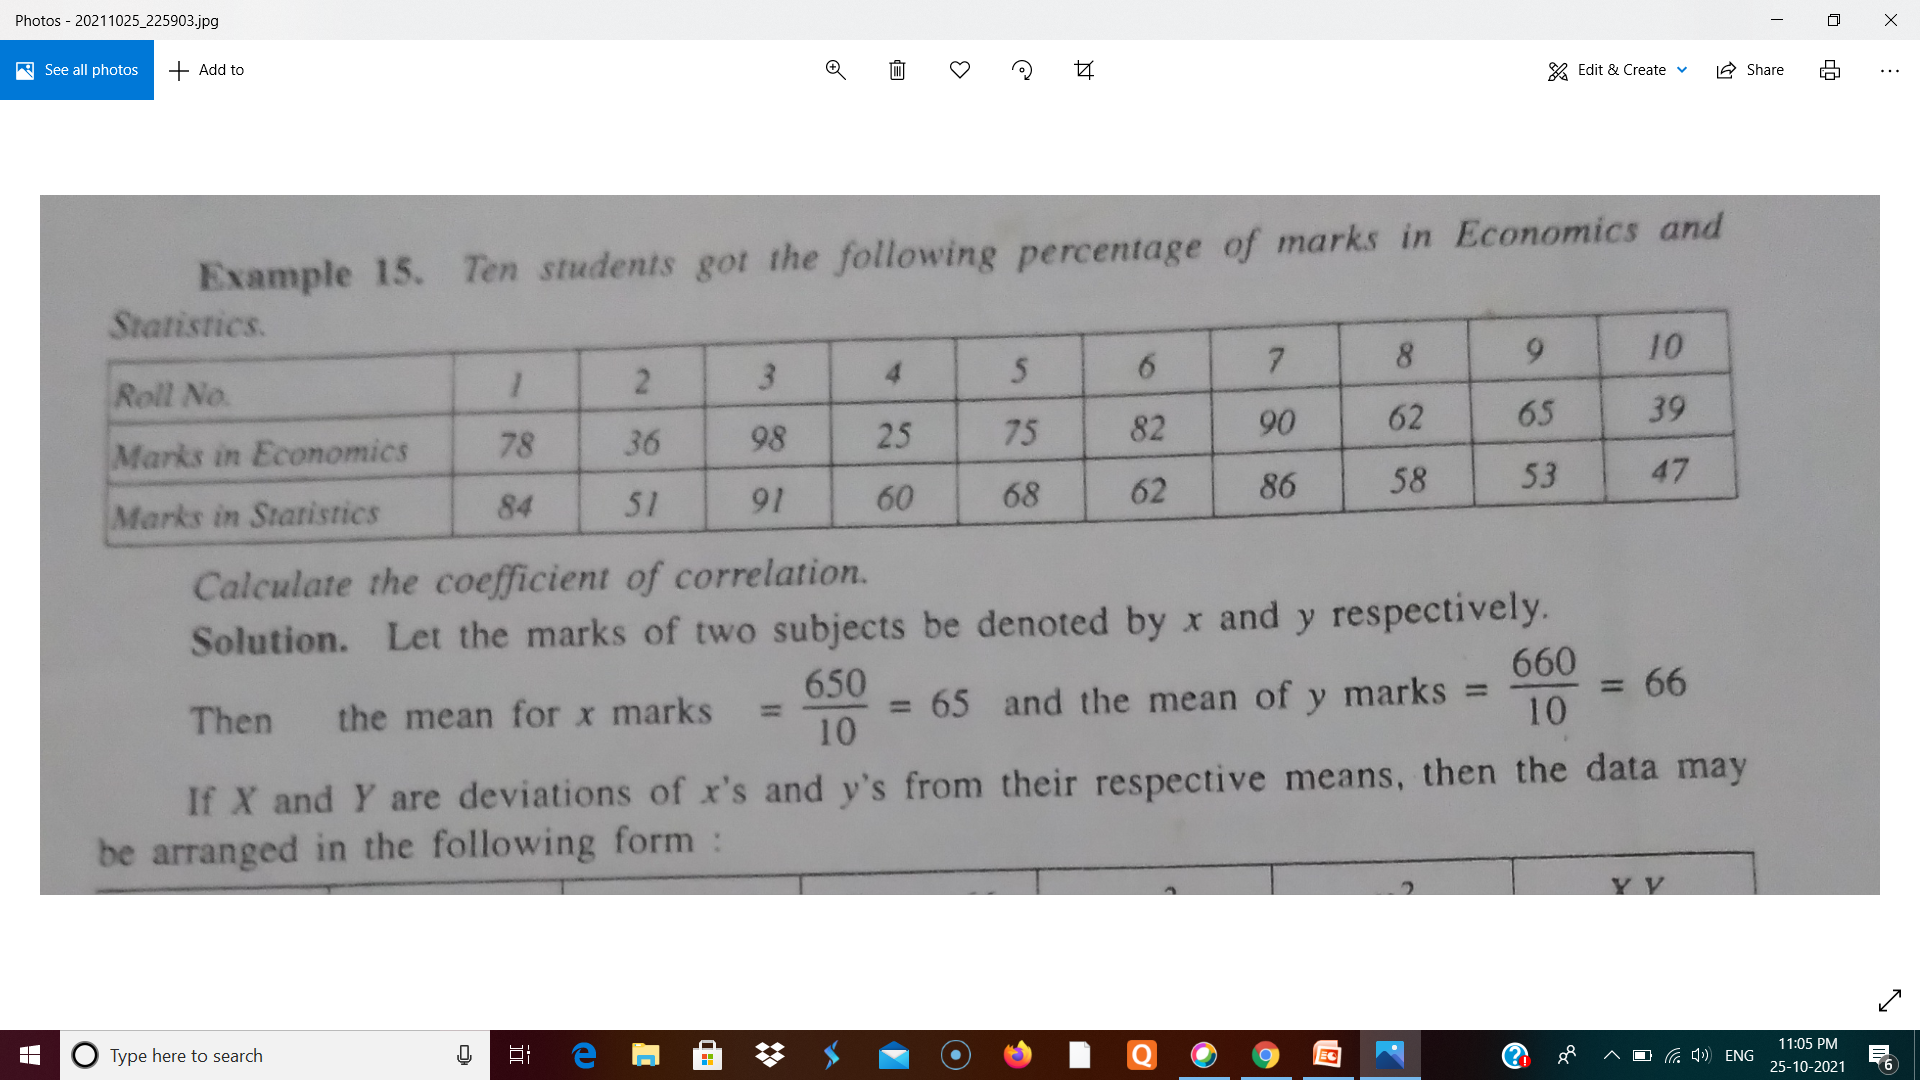 Photos - 20211025_225903.jpg
See all photos
Add to
Edit & Create
Share
Example 15. Ten students got the following percentage of marks in Economics and
Statistics.
Roll No. 1 2 3 4 5 6 7 8 9 10
Marks in Economics 78 36 98 25 75 82 90 62 65 39
Marks in Statistics 84 51 91 60 68 62 86 58 53 47
Calculate the coefficient of correlation.
Solution. Let the marks of two subjects be denoted by x and y respectively.
Then the mean for x marks = 650/10 = 65 and the mean of y marks = 660/10 = 66
If X and Y are deviations of x's and y's from their respective means, then the data may
be arranged in the following form :
X Y
Type here to search
ENG
11:05 PM
25-10-2021
6